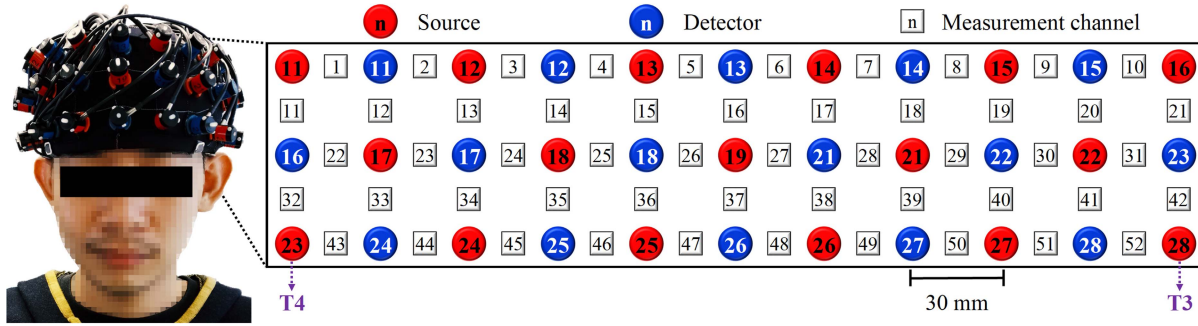 n Source n Detector n Measurement channel
11 1 11 2 12 3 12 4 13 5 13 6 14 7 14 8 15 9 15 10 16
11 12 13 14 15 16 17 18 19 20 21
16 22 17 23 17 24 18 25 18 26 19 27 21 28 21 29 22 30 22 31 23
32 33 34 35 36 37 38 39 40 41 42
23 43 24 44 24 45 25 46 25 47 26 48 26 49 27 50 27 51 28 52 28
T4 30 mm T3